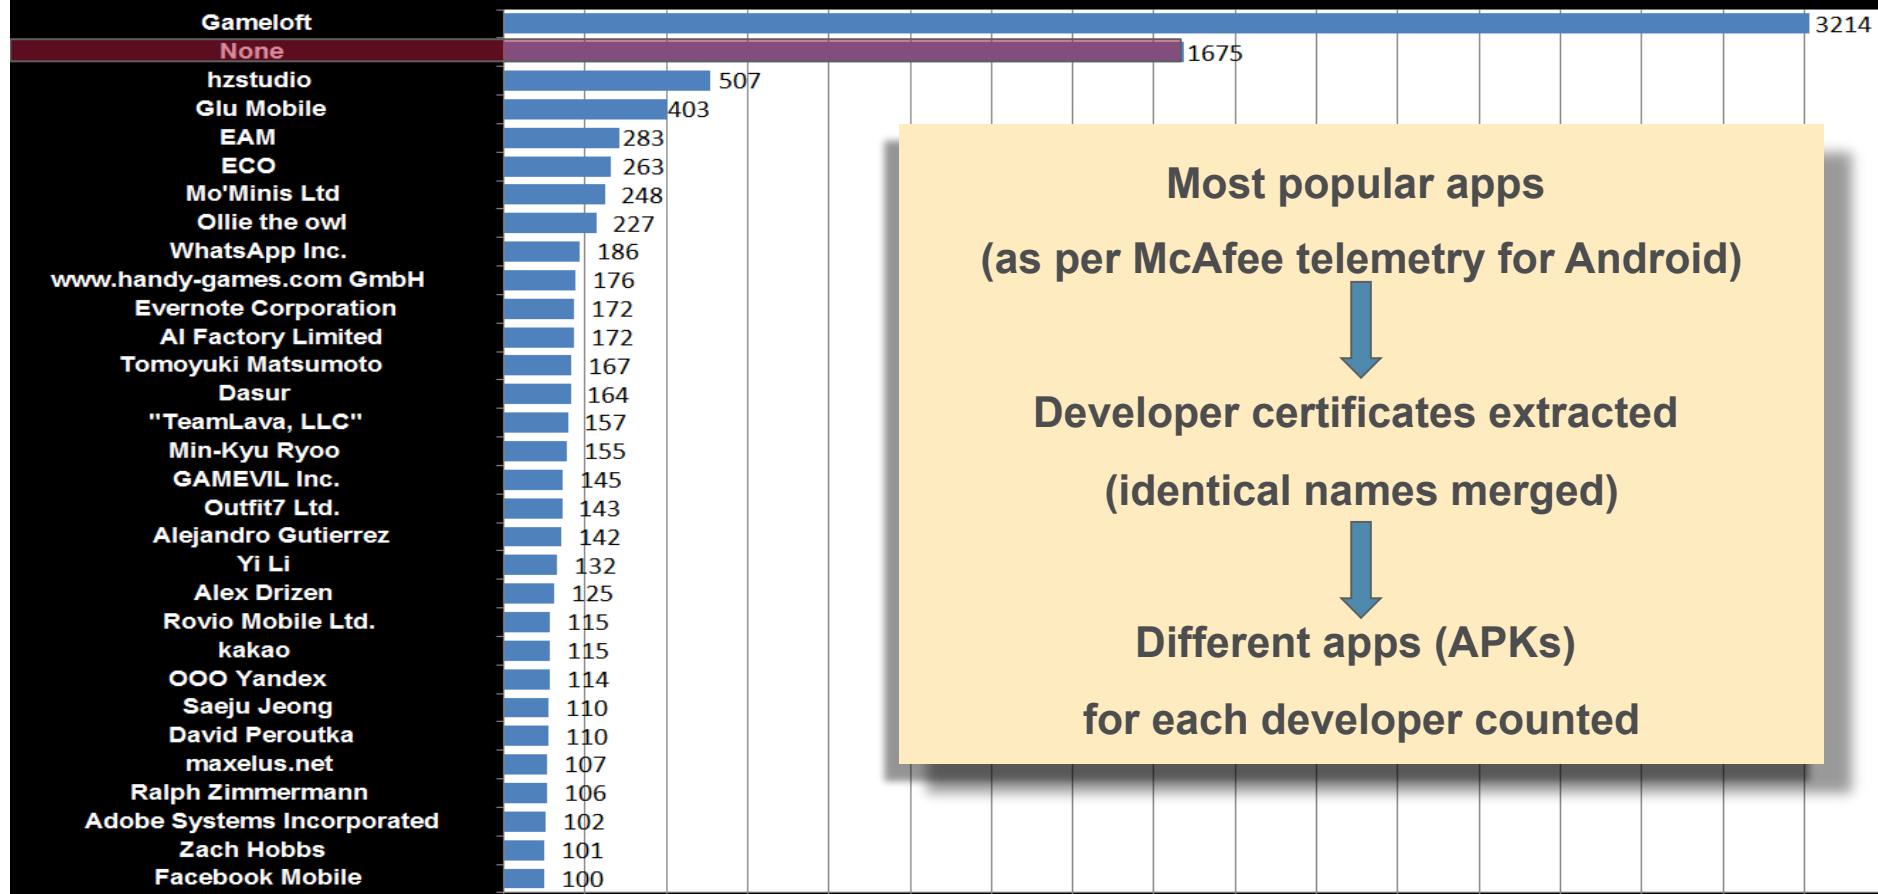 Gameloft 3214
None 1675
hzstudio 507
Glu Mobile 403
EAM 283
ECO 263
Mo'Minis Ltd 248
Ollie the owl 227
WhatsApp Inc. 186
www.handy-games.com GmbH 176
Evernote Corporation 172
AI Factory Limited 172
Tomoyuki Matsumoto 167
Dasur 164
"TeamLava, LLC" 157
Min-Kyu Ryoo 155
GAMEVIL Inc. 145
Outfit7 Ltd. 143
Alejandro Gutierrez 142
Yi Li 132
Alex Drizen 125
Rovio Mobile Ltd. 115
kakao 115
OOO Yandex 114
Saeju Jeong 110
David Peroutka 110
maxelus.net 107
Ralph Zimmermann 106
Adobe Systems Incorporated 102
Zach Hobbs 101
Facebook Mobile 100
Most popular apps
(as per McAfee telemetry for Android)
Developer certificates extracted
(identical names merged)
Different apps (APKs)
for each developer counted